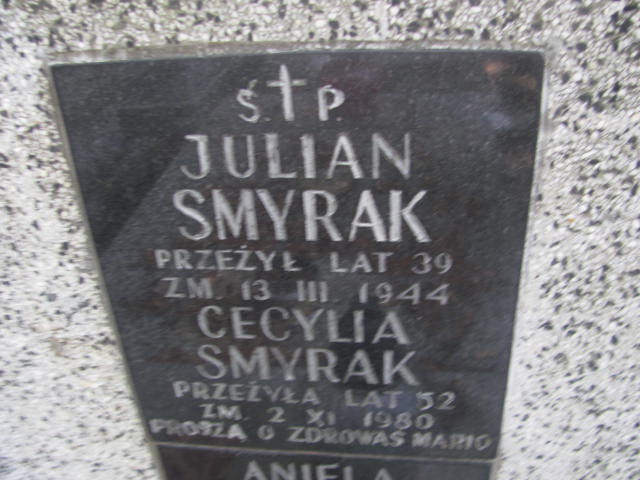 Ś. † P.
JULIAN
SMYRAK
PRZEŻYŁ LAT 39
ZM. 13 III. 1944
CECYLIA
SMYRAK
PRZEŻYŁA LAT 52
ZM. 2 XI 1980
PROSZĄ O ZDROWAŚ MARIO
ANIELA